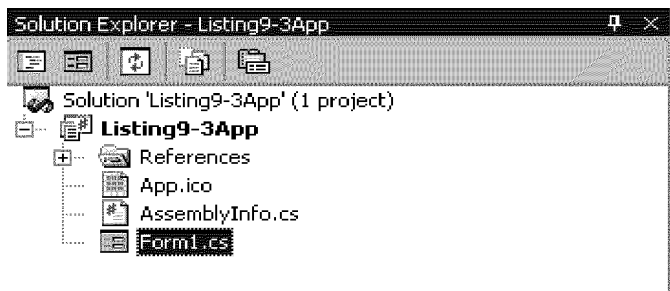 Solution Explorer - Listing9-3App
Solution 'Listing9-3App' (1 project)
Listing9-3App
References
App.ico
AssemblyInfo.cs
Form1.cs